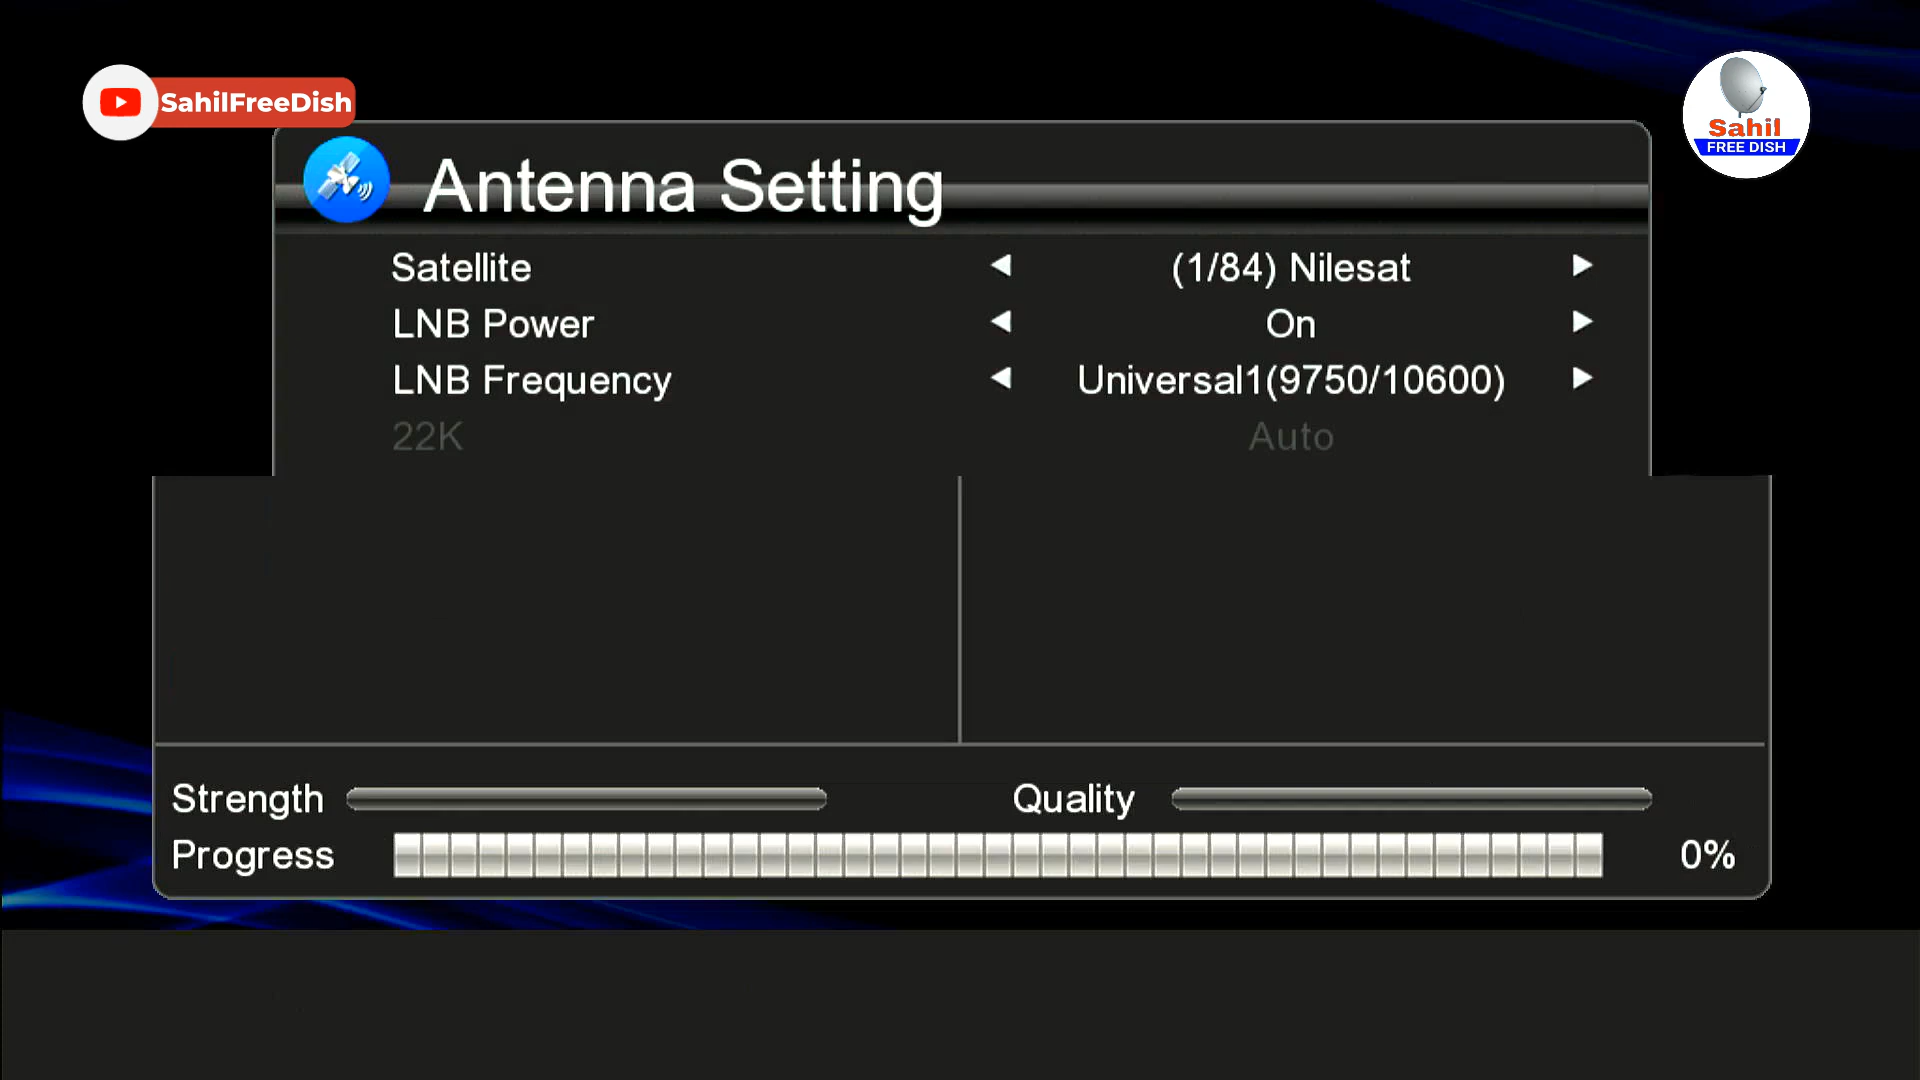 SahilFreeDish
Sahil
FREE DISH
Antenna Setting
Satellite (1/84) Nilesat
LNB Power On
LNB Frequency Universal1(9750/10600)
22K Auto
Strength Quality
Progress 0%